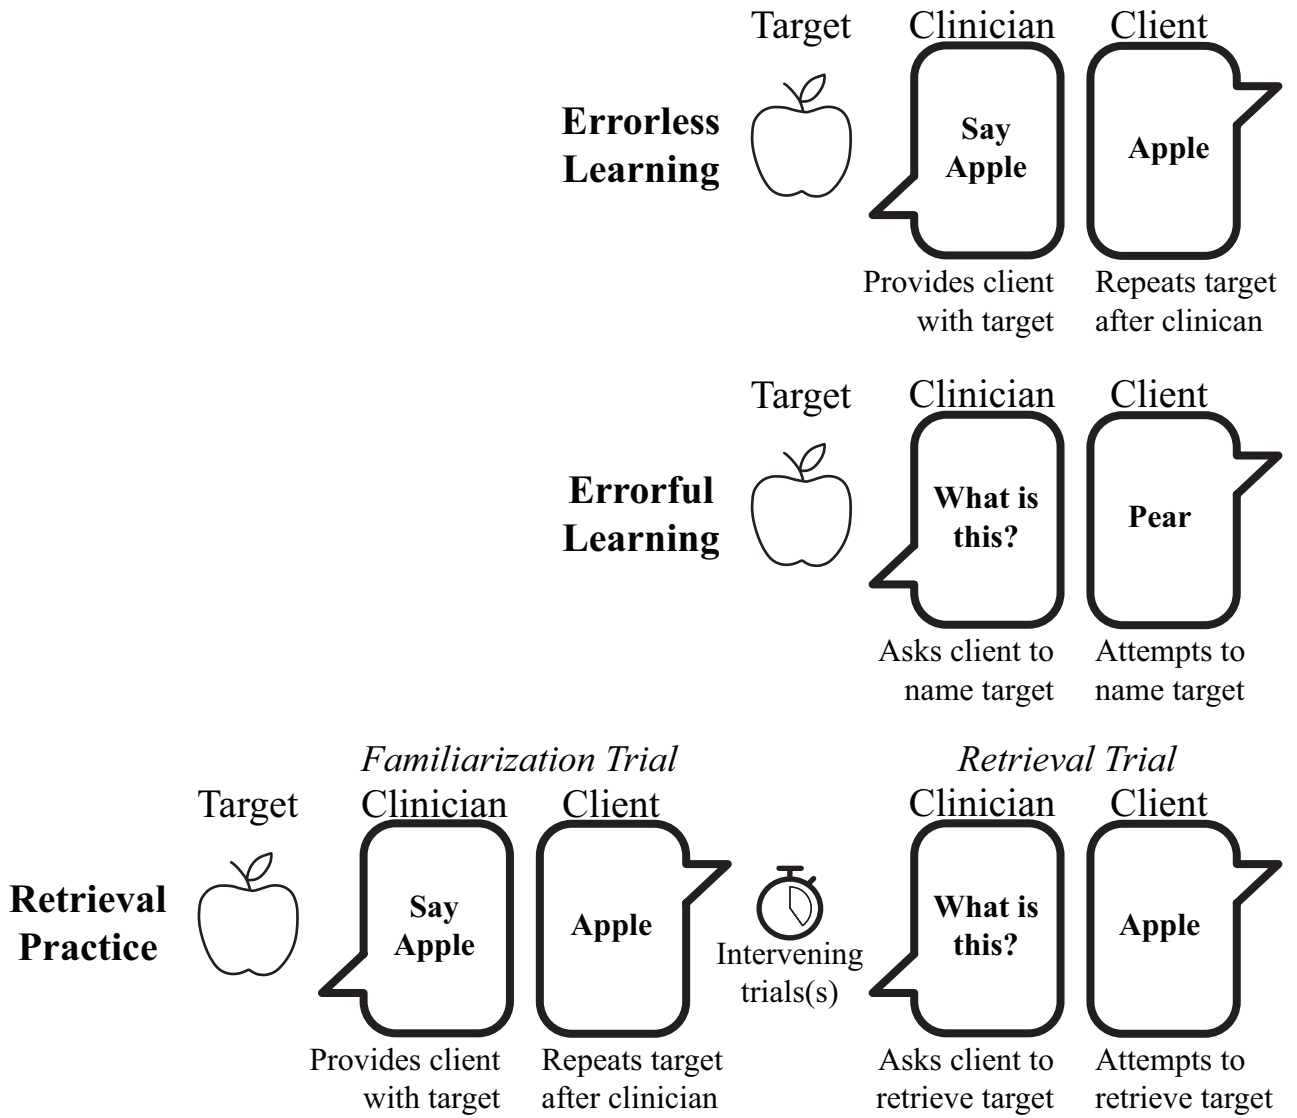 Target Clinician Client
Errorless
Learning
Say
Apple
Apple
Provides client
with target
Repeats target
after clinican
Target Clinician Client
Errorful
Learning
What is
this?
Pear
Asks client to
name target
Attempts to
name target
Familiarization Trial
Retrieval Trial
Target Clinician Client
Clinician Client
Retrieval
Practice
Say
Apple
Apple
Intervening
trials(s)
What is
this?
Apple
Provides client
with target
Repeats target
after clinician
Asks client to
retrieve target
Attempts to
retrieve target